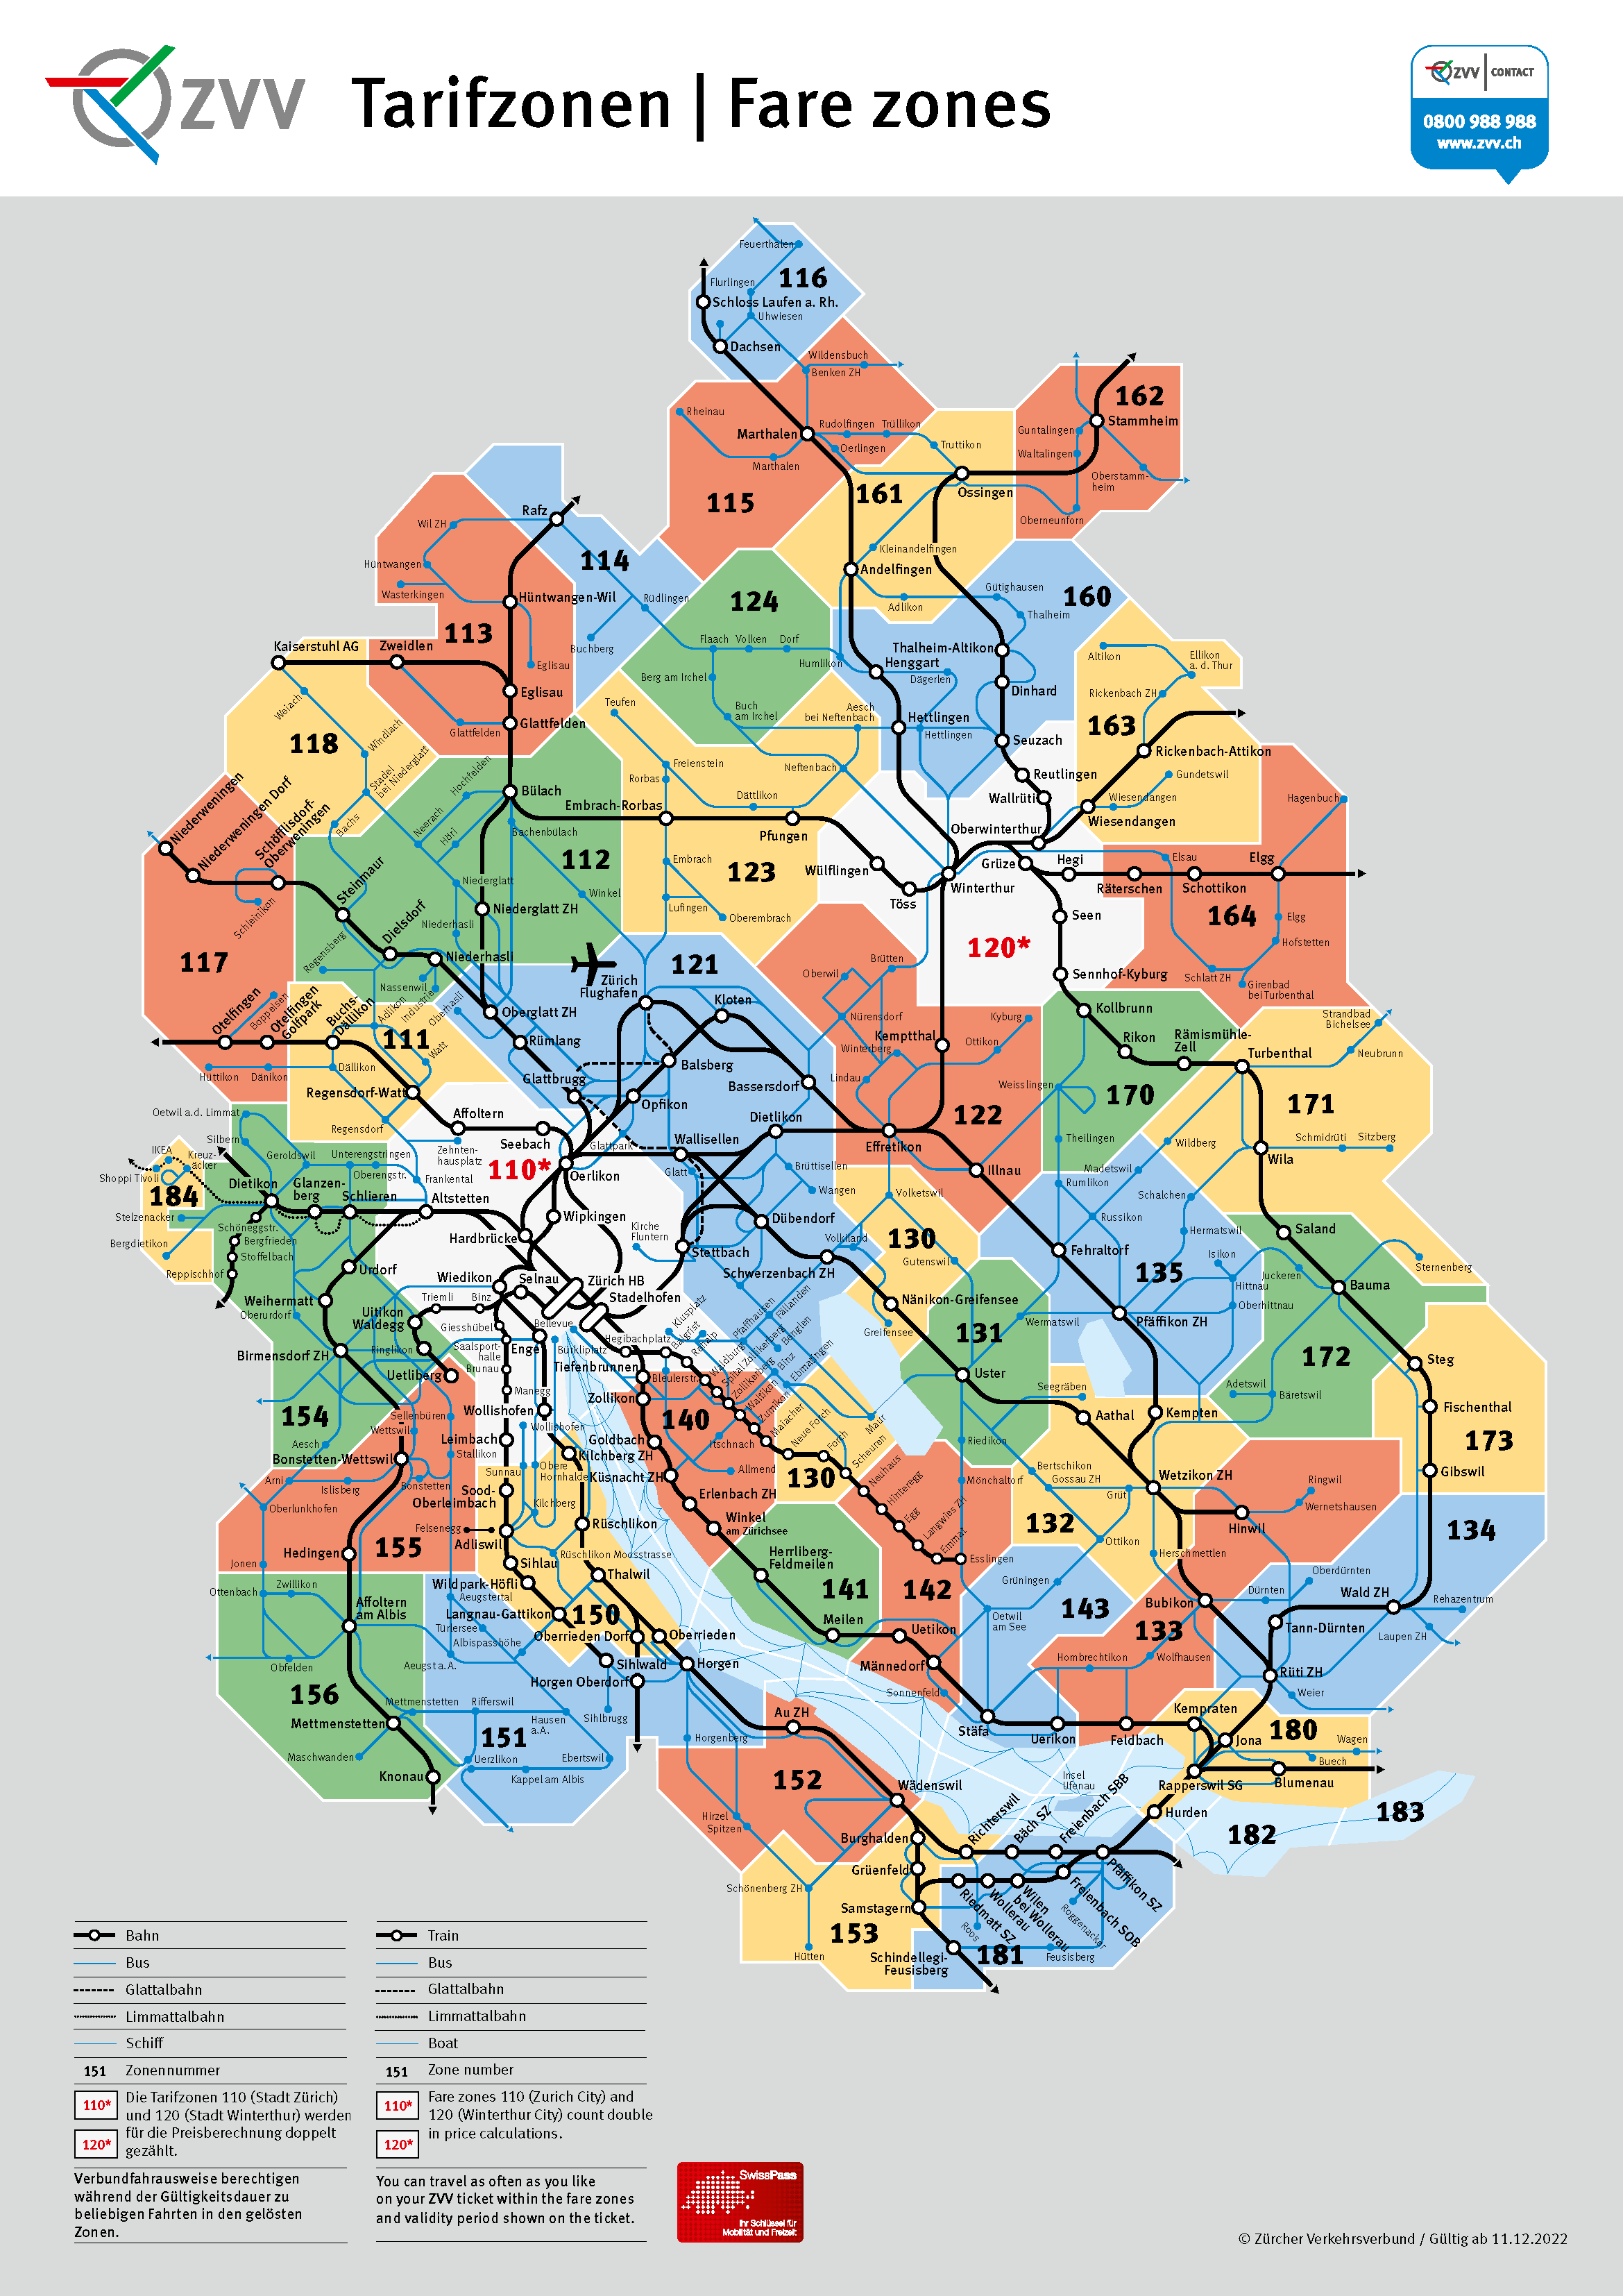 ZVV
Tarifzonen | Fare zones
ZVV | CONTACT
0800 988 988
www.zvv.ch
Feuerthalen
116
Flurlingen
Schloss Laufen a. Rh.
Uhwiesen
Dachsen
Wildensbuch
Benken ZH
162
Rheinau
Stammheim
Marthalen
Rudolfingen
Trüllikon
Guntalingen
Oerlingen
Truttikon
Waltalingen
Marthalen
Oberstamm-
heim
115
161
Ossingen
Oberneunforn
Rafz
Wil ZH
114
Kleinandelfingen
Hüntwangen
Andelfingen
Wasterkingen
Hüntwangen-Wil
Rüdlingen
124
Gütighausen
160
Adlikon
Thalheim
113
Buchberg
Flaach
Volken
Dorf
Kaiserstuhl AG
Zweidlen
Eglisau
Humlikon
Thalheim-Altikon
Henggart
Altikon
Ellikon
a. d. Thur
Berg am Irchel
Dägerlen
Dinhard
Rickenbach ZH
Weiach
Eglisau
Teufen
Buch
am Irchel
Aesch
bei Neftenbach
Hettlingen
118
Windlach
Glattfelden
Glattfelden
Hettlingen
Seuzach
163
Rickenbach-Attikon
Stadel
bei Niederglatt
Hochfelden
Freienstein
Rorbas
Neftenbach
Reutlingen
Gundetswil
Niederweningen
Niederweningen Dorf
Schöfflisdorf-
Oberweningen
Bachs
Neerach
Höri
Bülach
Embrach-Rorbas
Dättlikon
Wallrüti
Wiesendangen
Hagenbuch
Bachenbülach
Pfungen
Oberwinterthur
Wiesendangen
112
Embrach
123
Wülflingen
Grüze
Hegi
Elsau
Elgg
Steinmaur
Niederglatt
Winkel
Töss
Winterthur
Räterschen
Schottikon
Schleinikon
Niederglatt ZH
Lufingen
Oberembrach
Seen
164
Elgg
Dielsdorf
Niederhasli
120*
Hofstetten
117
Regensberg
Niederhasli
121
Brütten
Oberwil
Sennhof-Kyburg
Schlatt ZH
Girenbad
bei Turbenthal
Nassenwil
Zürich
Flughafen
Kloten
Otelfingen
Boppelsen
Otelfingen
Golfpark
Buchs-
Dällikon
Adlikon
Industrie
Oberhasli
Oberglatt ZH
Nürensdorf
Kyburg
Kollbrunn
Strandbad
Bichelsee
111
Watt
Rümlang
Kemptthal
Winterberg
Ottikon
Rikon
Rämismühle-
Zell
Turbenthal
Neubrunn
Hüttikon
Dänikon
Dällikon
Glattbrugg
Balsberg
Bassersdorf
Lindau
Weisslingen
170
Regensdorf-Watt
Opfikon
122
171
Oetwil a.d. Limmat
Regensdorf
Affoltern
Seebach
Glattpark
Dietlikon
Wallisellen
Effretikon
Theilingen
Wildberg
Schmidrüti
Sitzberg
Silbern
Zehnten-
hausplatz
110*
Oerlikon
Glatt
Brüttisellen
Illnau
Madetswil
Wila
IKEA
Kreuz-
äcker
Geroldswil
Unterengstringen
Oberengstr.
Frankental
Wangen
Volketswil
Rumlikon
Schalchen
Shoppi Tivoli
184
Dietikon
Glanzen-
berg
Schlieren
Altstetten
Wipkingen
Kirche
Fluntern
Dübendorf
Russikon
Stelzenacker
Schöneggstr.
Hardbrücke
Stettbach
Volkiland
130
Hermatswil
Saland
Bergdietikon
Bergfrieden
Stoffelbach
Gutenswil
Fehraltorf
Isikon
Reppischhof
Urdorf
Wiedikon
Selnau
Zürich HB
Stadelhofen
Schwerzenbach ZH
135
Hittnau
Juckeren
Bauma
Sternenberg
Weihermatt
Oberurdorf
Uitikon
Waldegg
Triemli
Binz
Giesshübel
Bellevue
Klusplatz
Pfaffhausen
Fällanden
Nänikon-Greifensee
Oberhittnau
Birmensdorf ZH
Ringlikon
Saalsport-
halle
Enge
Bürkliplatz
Hegibachplatz
Balgrist
Rehalp
Waldburg
Spital Zollikerberg
Zollikerberg
Benglen
Binz
Ebmatingen
Greifensee
131
Wermatswil
Pfäffikon ZH
172
Steg
Uetliberg
Brunau
Tiefenbrunnen
Bleulerstr.
Waltikon
Zumikon
Uster
Seegräben
Adetswil
Bäretswil
154
Sellenbüren
Manegg
Zollikon
140
Maiacher
Neue Forch
Forch
Maur
Scheuren
Aathal
Kempten
Fischenthal
Wettswil
Wollishofen
Wollishofen
Itschnach
Riedikon
173
Aesch
Leimbach
Goldbach
Stallikon
Kilchberg ZH
Allmend
130
Neuhaus
Mönchaltorf
Bertschikon
Gossau ZH
Wetzikon ZH
Ringwil
Gibswil
Bonstetten-Wettswil
Arni
Islisberg
Bonstetten
Sunnau
Obere
Hornhalde
Küsnacht ZH
Hinteregg
Grüt
Wernetshausen
Oberlunkhofen
Sood-
Oberleimbach
Kilchberg
Erlenbach ZH
Egg
Langwies ZH
132
Hinwil
134
Felsenegg
Adliswil
Rüschlikon
Winkel
am Zürichsee
Emmat
Esslingen
Ottikon
Hedingen
155
Rüschlikon Moosstrasse
Herrliberg-
Feldmeilen
Herschmettlen
Jonen
Sihlau
Thalwil
Grüningen
Oberdürnten
Ottenbach
Zwillikon
Wildpark-Höfli
Aeugstertal
141
142
Dürnten
Wald ZH
Rehazentrum
Affoltern
am Albis
Langnau-Gattikon
150
Meilen
Uetikon
Oetwil
am See
143
Bubikon
Türlersee
Albispasshöhe
Oberrieden Dorf
Oberrieden
133
Tann-Dürnten
Laupen ZH
Obfelden
Aeugst a.A.
Sihlwald
Horgen
Männedorf
Hombrechtikon
Wolfhausen
Rüti ZH
156
Horgen Oberdorf
Sonnenfeld
Weier
Mettmenstetten
Rifferswil
Hausen
a.A.
Sihlbrugg
Au ZH
Stäfa
Uerikon
Feldbach
Kempraten
180
Mettmenstetten
151
Horgenberg
Jona
Wagen
Maschwanden
Uerzlikon
Ebertswil
Buech
Knonau
Kappel am Albis
152
Wädenswil
Insel
Ufenau
Rapperswil SG
Blumenau
Hirzel
Spitzen
Richterswil
Bäch SZ
Freienbach SBB
Hurden
183
Burghalden
182
Grüenfeld
Pfäffikon SZ
Schönenberg ZH
Samstagern
Riedmatt SZ
Wollerau
Wilen
bei Wollerau
Freienbach SOB
Roggenacker
Roos
153
Hütten
Schindellegi-
Feusisberg
181
Feusisberg
Bahn
Bus
Glattalbahn
Limmattalbahn
Schiff
151 Zonennummer
110* Die Tarifzonen 110 (Stadt Zürich)
und 120 (Stadt Winterthur) werden
120* für die Preisberechnung doppelt
gezählt.
Verbundfahrausweise berechtigen
während der Gültigkeitsdauer zu
beliebigen Fahrten in den gelösten
Zonen.
Train
Bus
Glattalbahn
Limmattalbahn
Boat
151 Zone number
110* Fare zones 110 (Zurich City) and
120 (Winterthur City) count double
120* in price calculations.
You can travel as often as you like
on your ZVV ticket within the fare zones
and validity period shown on the ticket.
SwissPass
Ihr Schlüssel für
Mobilität und Freizeit
© Zürcher Verkehrsverbund / Gültig ab 11.12.2022